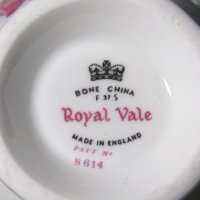 BONE CHINA
F 37 S
Royal Vale
MADE IN ENGLAND
PATT No
8614